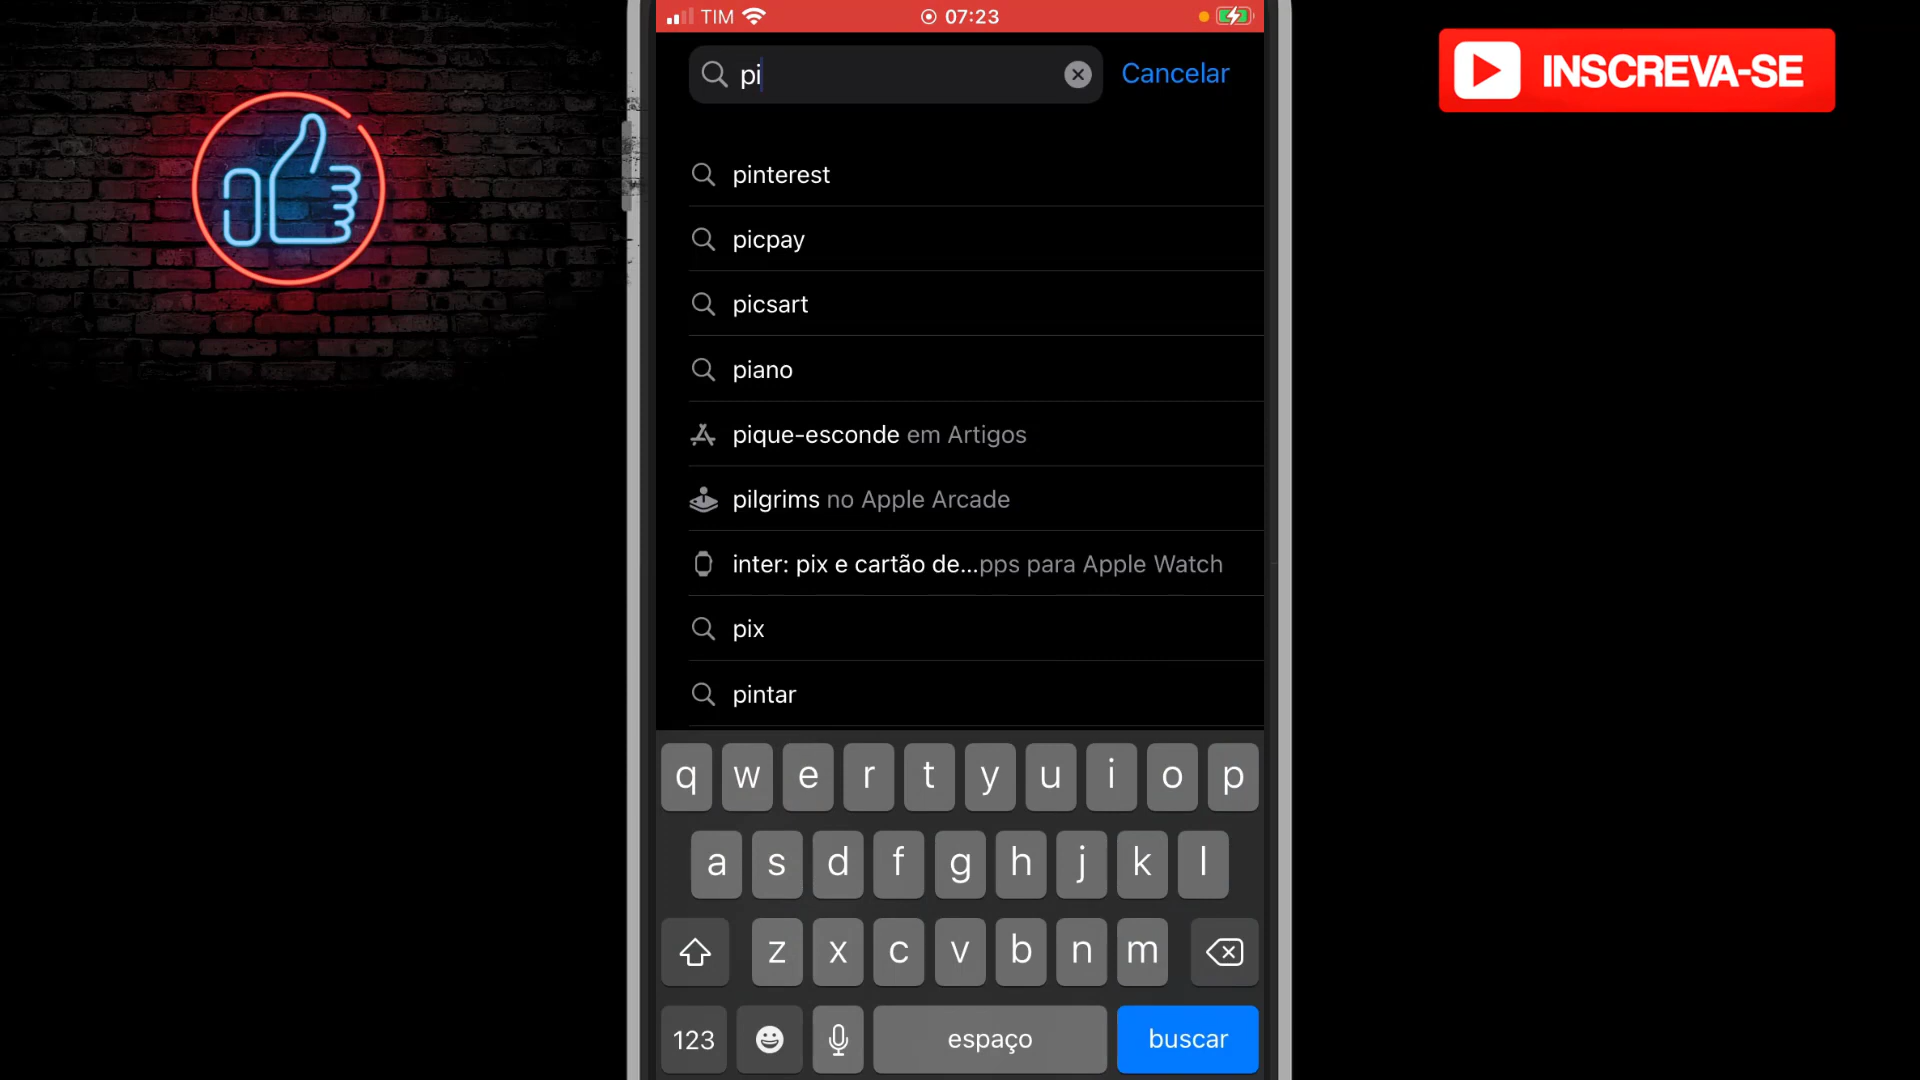 TIM 07:23
pi Cancelar
INSCREVA-SE
pinterest
picpay
picsart
piano
pique-esconde em Artigos
pilgrims no Apple Arcade
inter: pix e cartão de...pps para Apple Watch
pix
pintar
q w e r t y u i o p
a s d f g h j k l
z x c v b n m
123 espaço buscar